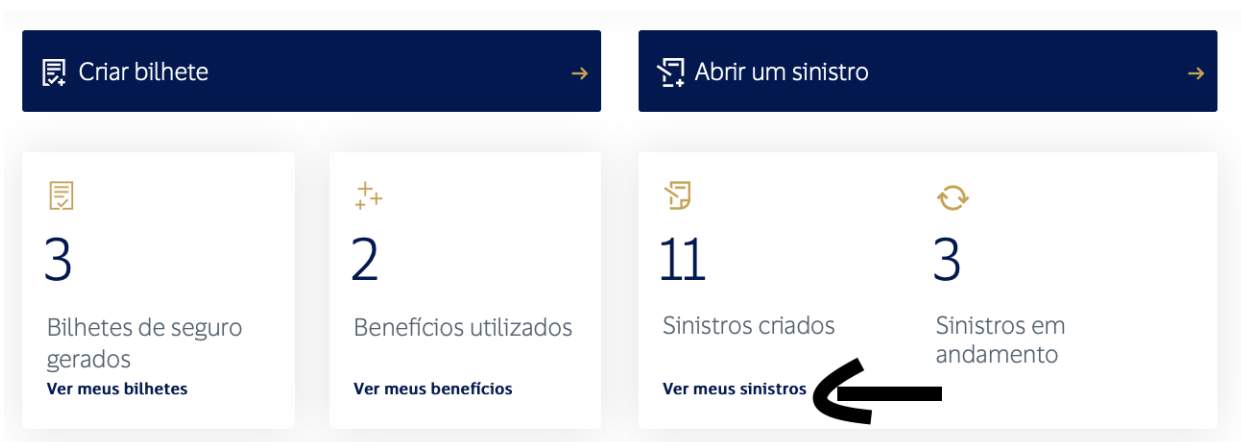 Criar bilhete
Abrir um sinistro
3
Bilhetes de seguro
gerados
Ver meus bilhetes
2
Benefícios utilizados
Ver meus benefícios
11
Sinistros criados
Ver meus sinistros
3
Sinistros em
andamento